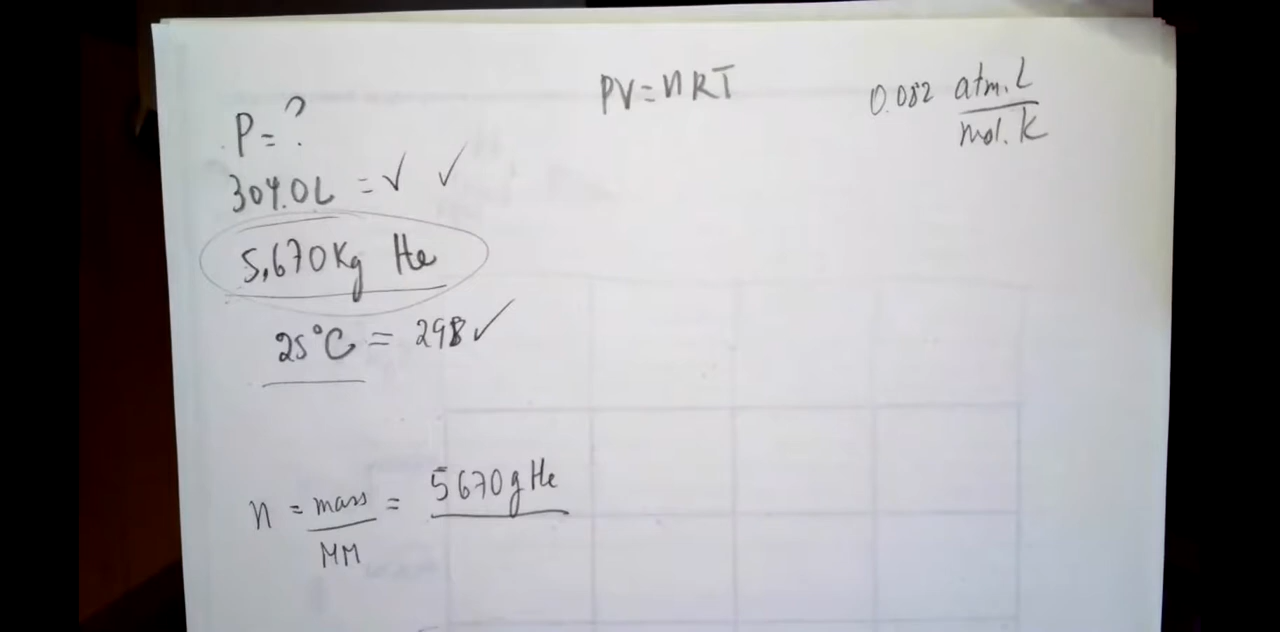 PV=nRT
0.082 atm.L
mol.K
P=?
304.0L = ✓ ✓
5,670Kg He
25°C = 298 ✓
n = mass = 5670g He
MM